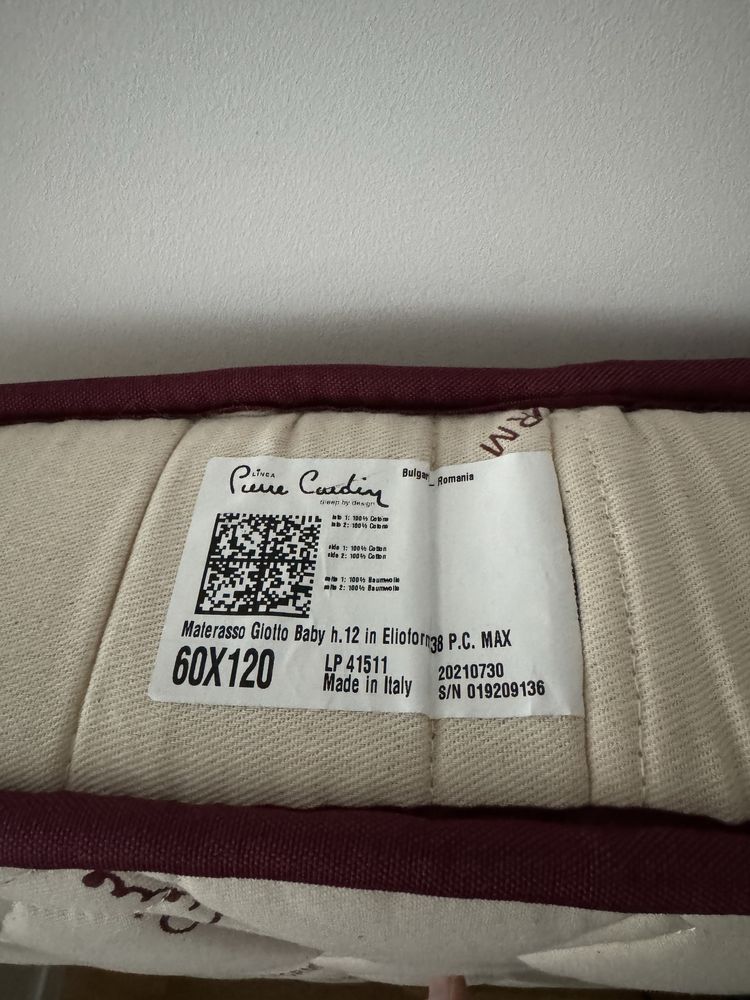 RM
LINEA
Pierre Cardin
sleep by design
Bulgari_Romania
lato 1: 100% Cotone
lato 2: 100% Cotone
side 1: 100% Cotton
side 2: 100% Cotton
seite 1: 100% Baumwolle
seite 2: 100% Baumwolle
Materasso Giotto Baby h.12 in Elioform38 P.C. MAX
60X120
LP 41511
Made in Italy
20210730
S/N 019209136